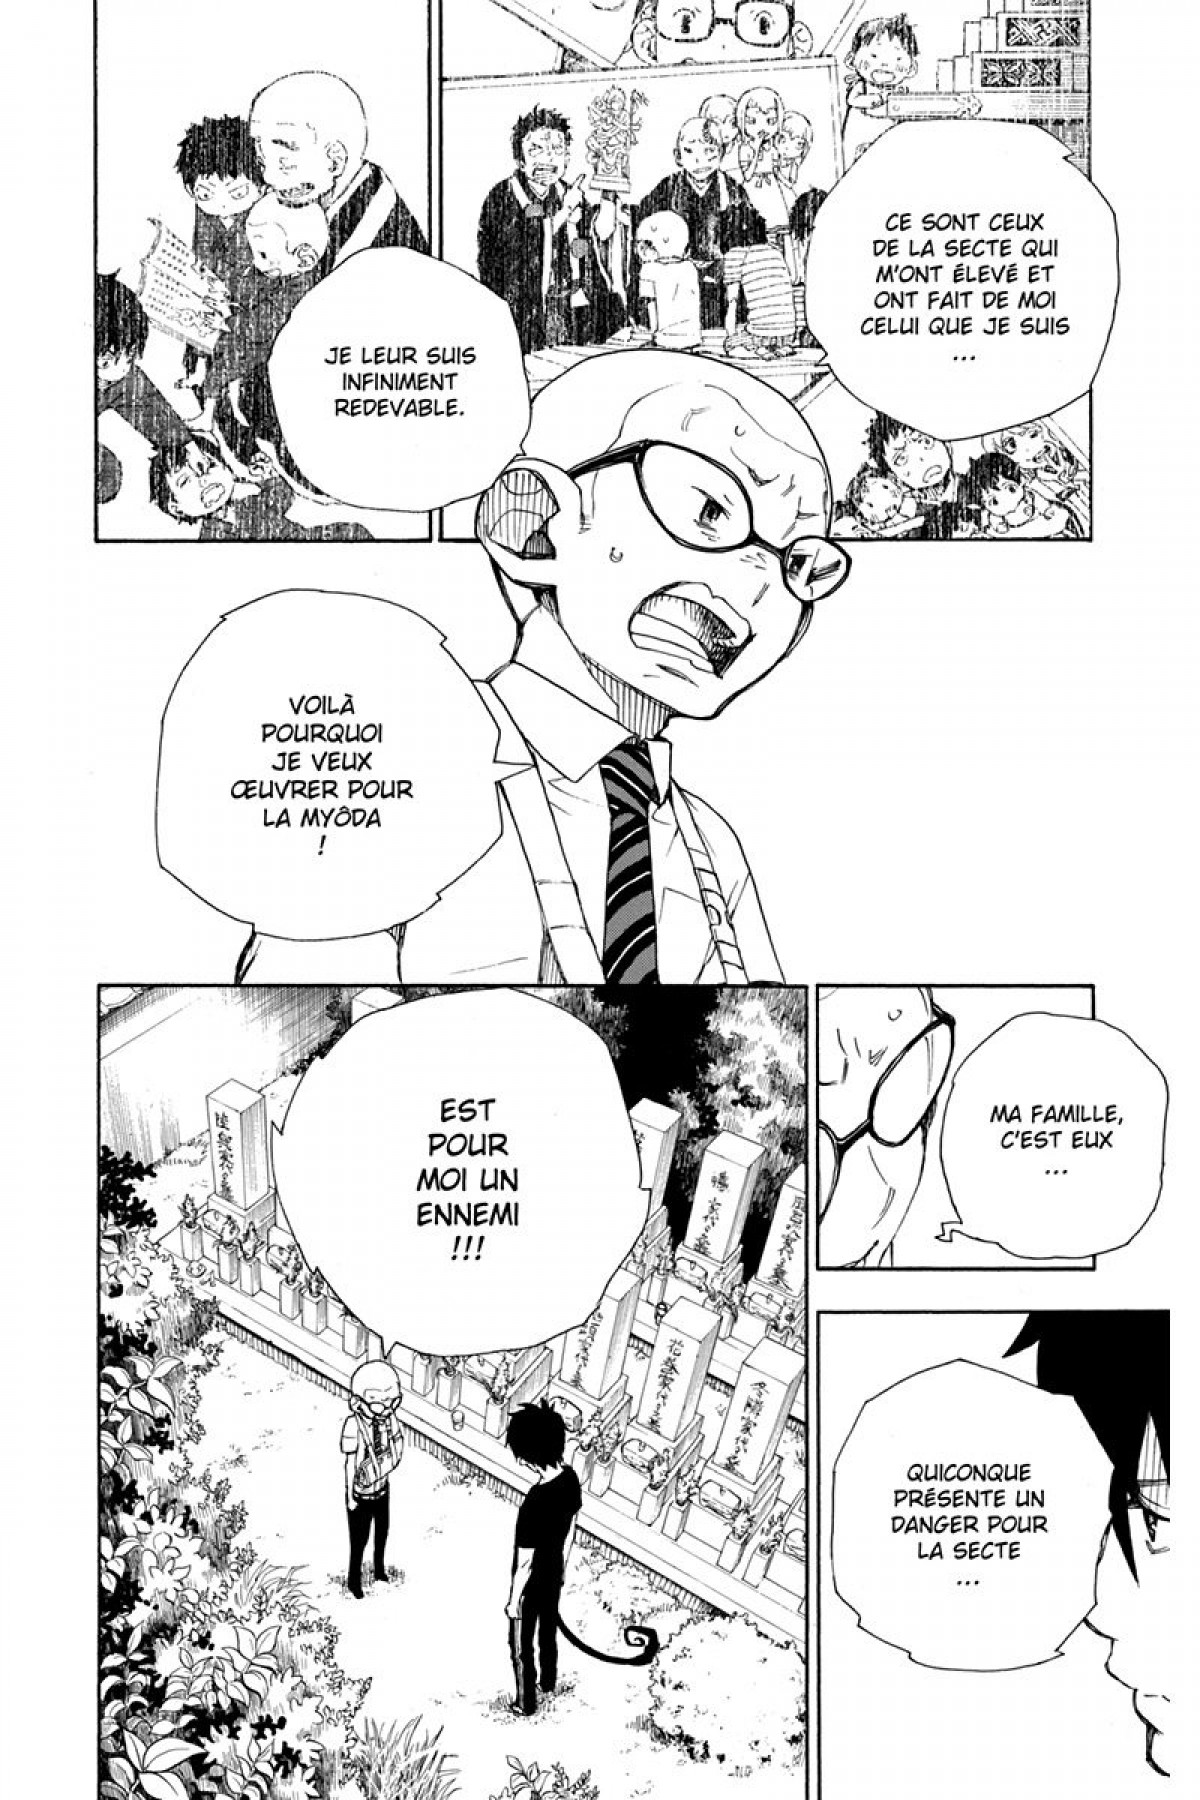 CE SONT CEUX
DE LA SECTE QUI
M'ONT ÉLEVÉ ET
ONT FAIT DE MOI
CELUI QUE JE SUIS
...
JE LEUR SUIS
INFINIMENT
REDEVABLE.
VOILÀ
POURQUOI
JE VEUX
ŒUVRER POUR
LA MYÔDA
!
MA FAMILLE,
C'EST EUX
...
QUICONQUE
PRÉSENTE UN
DANGER POUR
LA SECTE
...
EST
POUR
MOI UN
ENNEMI
!!!